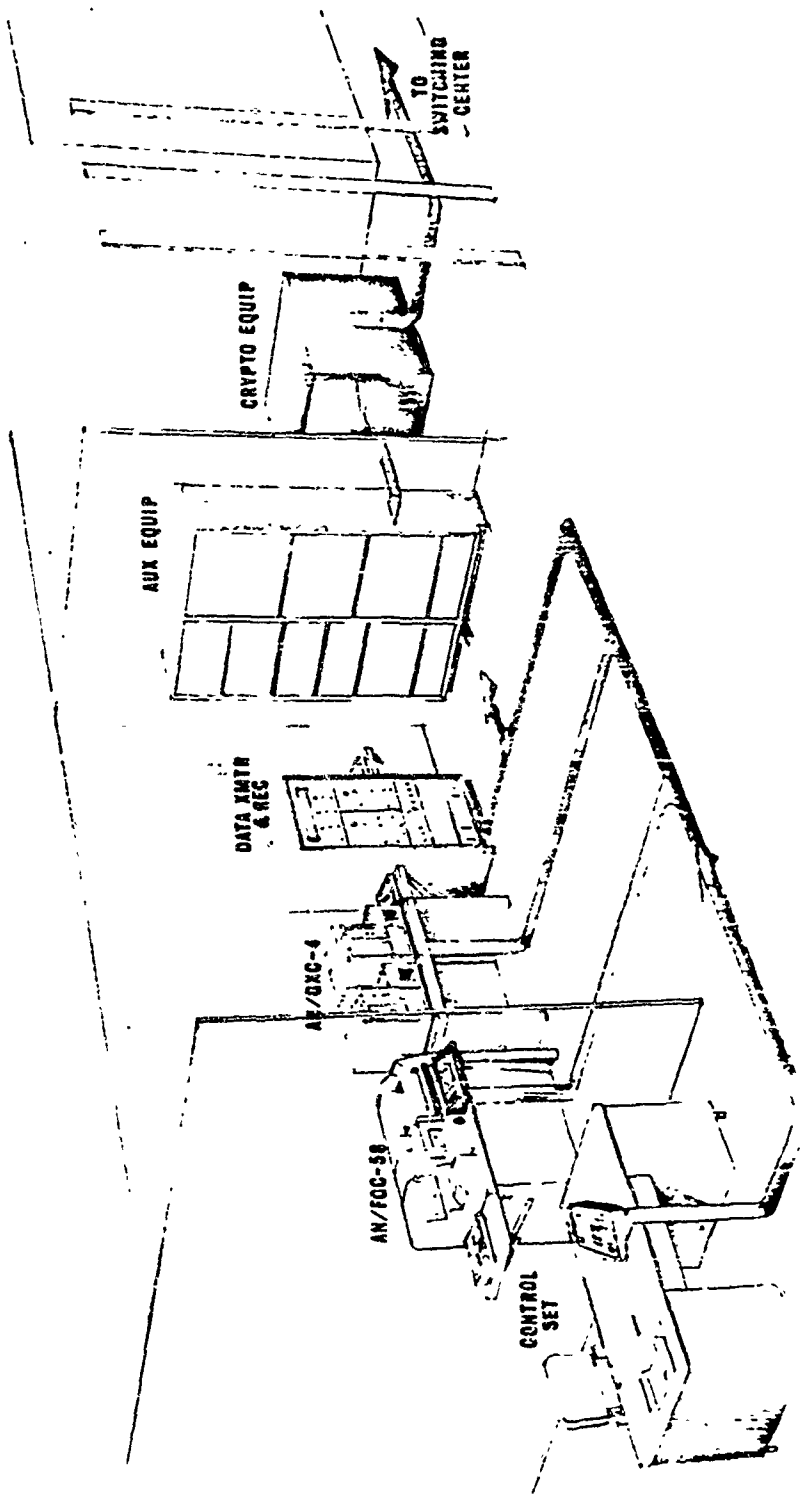 TO
SWITCHING
CENTER
CRYPTO EQUIP
AUX EQUIP
DATA XMTR
& REC
AN/GXC-4
AN/FGC-58
CONTROL
SET